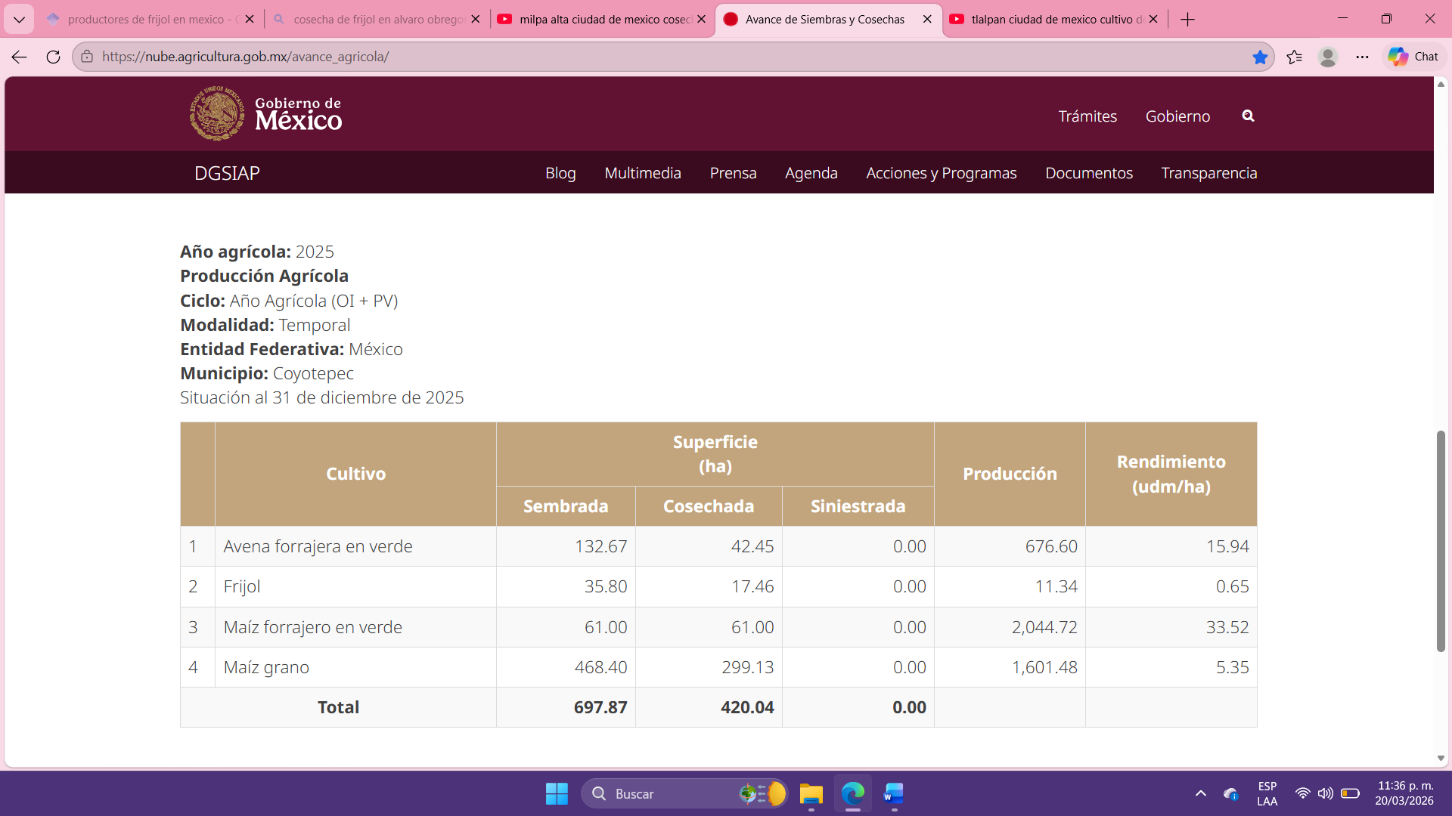 productores de frijol en mexico - C
cosecha de frijol en alvaro obrego
milpa alta ciudad de mexico cosec
Avance de Siembras y Cosechas
tlalpan ciudad de mexico cultivo d
https://nube.agricultura.gob.mx/avance_agricola/
Chat
Gobierno de
México
Trámites Gobierno
DGSIAP Blog Multimedia Prensa Agenda Acciones y Programas Documentos Transparencia
Año agrícola: 2025
Producción Agrícola
Ciclo: Año Agrícola (OI + PV)
Modalidad: Temporal
Entidad Federativa: México
Municipio: Coyotepec
Situación al 31 de diciembre de 2025
Cultivo Superficie (ha) Producción Rendimiento (udm/ha)
Sembrada Cosechada Siniestrada
1 Avena forrajera en verde 132.67 42.45 0.00 676.60 15.94
2 Frijol 35.80 17.46 0.00 11.34 0.65
3 Maíz forrajero en verde 61.00 61.00 0.00 2,044.72 33.52
4 Maíz grano 468.40 299.13 0.00 1,601.48 5.35
Total 697.87 420.04 0.00
Buscar
ESP
LAA
11:36 p. m.
20/03/2026